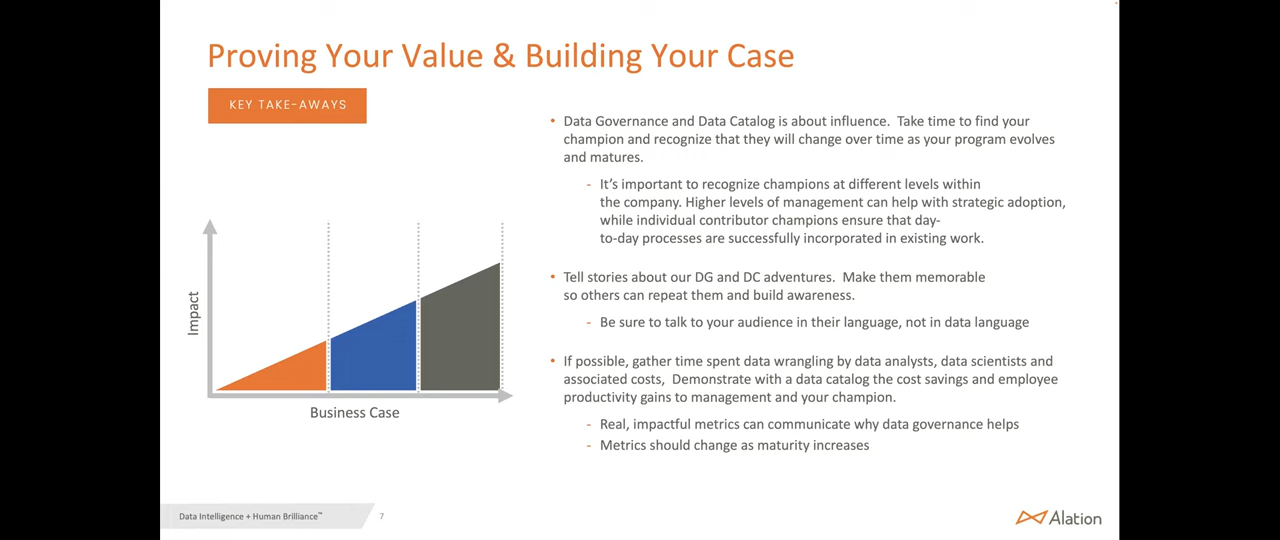 Proving Your Value & Building Your Case
KEY TAKE-AWAYS
• Data Governance and Data Catalog is about influence.  Take time to find your
champion and recognize that they will change over time as your program evolves
and matures.
- It’s important to recognize champions at different levels within
the company. Higher levels of management can help with strategic adoption,
while individual contributor champions ensure that day-
to-day processes are successfully incorporated in existing work.
• Tell stories about our DG and DC adventures.  Make them memorable
so others can repeat them and build awareness.
- Be sure to talk to your audience in their language, not in data language
• If possible, gather time spent data wrangling by data analysts, data scientists and
associated costs,  Demonstrate with a data catalog the cost savings and employee
productivity gains to management and your champion.
- Real, impactful metrics can communicate why data governance helps
- Metrics should change as maturity increases
Impact
Business Case
Data Intelligence + Human Brilliance™
7
Alation